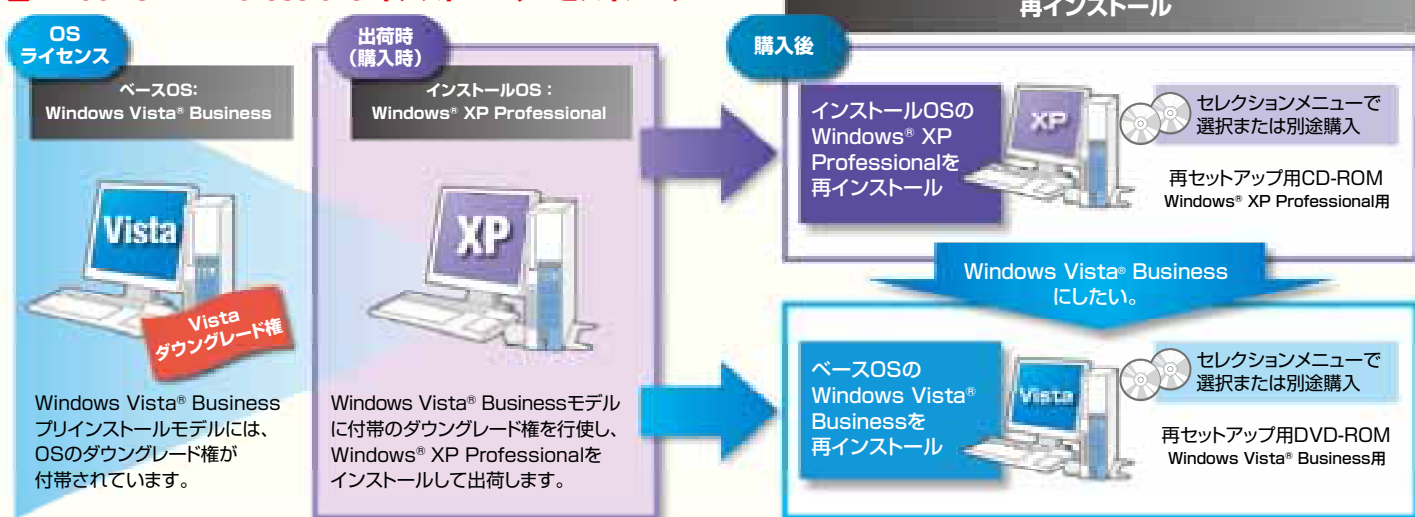 再インストール
OS
ライセンス
ベースOS:
Windows Vista® Business
Vista
Vista
ダウングレード権
Windows Vista® Business
プリインストールモデルには、
OSのダウングレード権が
付帯されています。
出荷時
(購入時)
インストールOS：
Windows® XP Professional
XP
Windows Vista® Businessモデル
に付帯のダウングレード権を行使し、
Windows® XP Professionalを
インストールして出荷します。
購入後
インストールOSの
Windows® XP
Professionalを
再インストール
XP
セレクションメニューで
選択または別途購入
再セットアップ用CD-ROM
Windows® XP Professional用
Windows Vista® Business
にしたい。
ベースOSの
Windows Vista®
Businessを
再インストール
Vista
セレクションメニューで
選択または別途購入
再セットアップ用DVD-ROM
Windows Vista® Business用